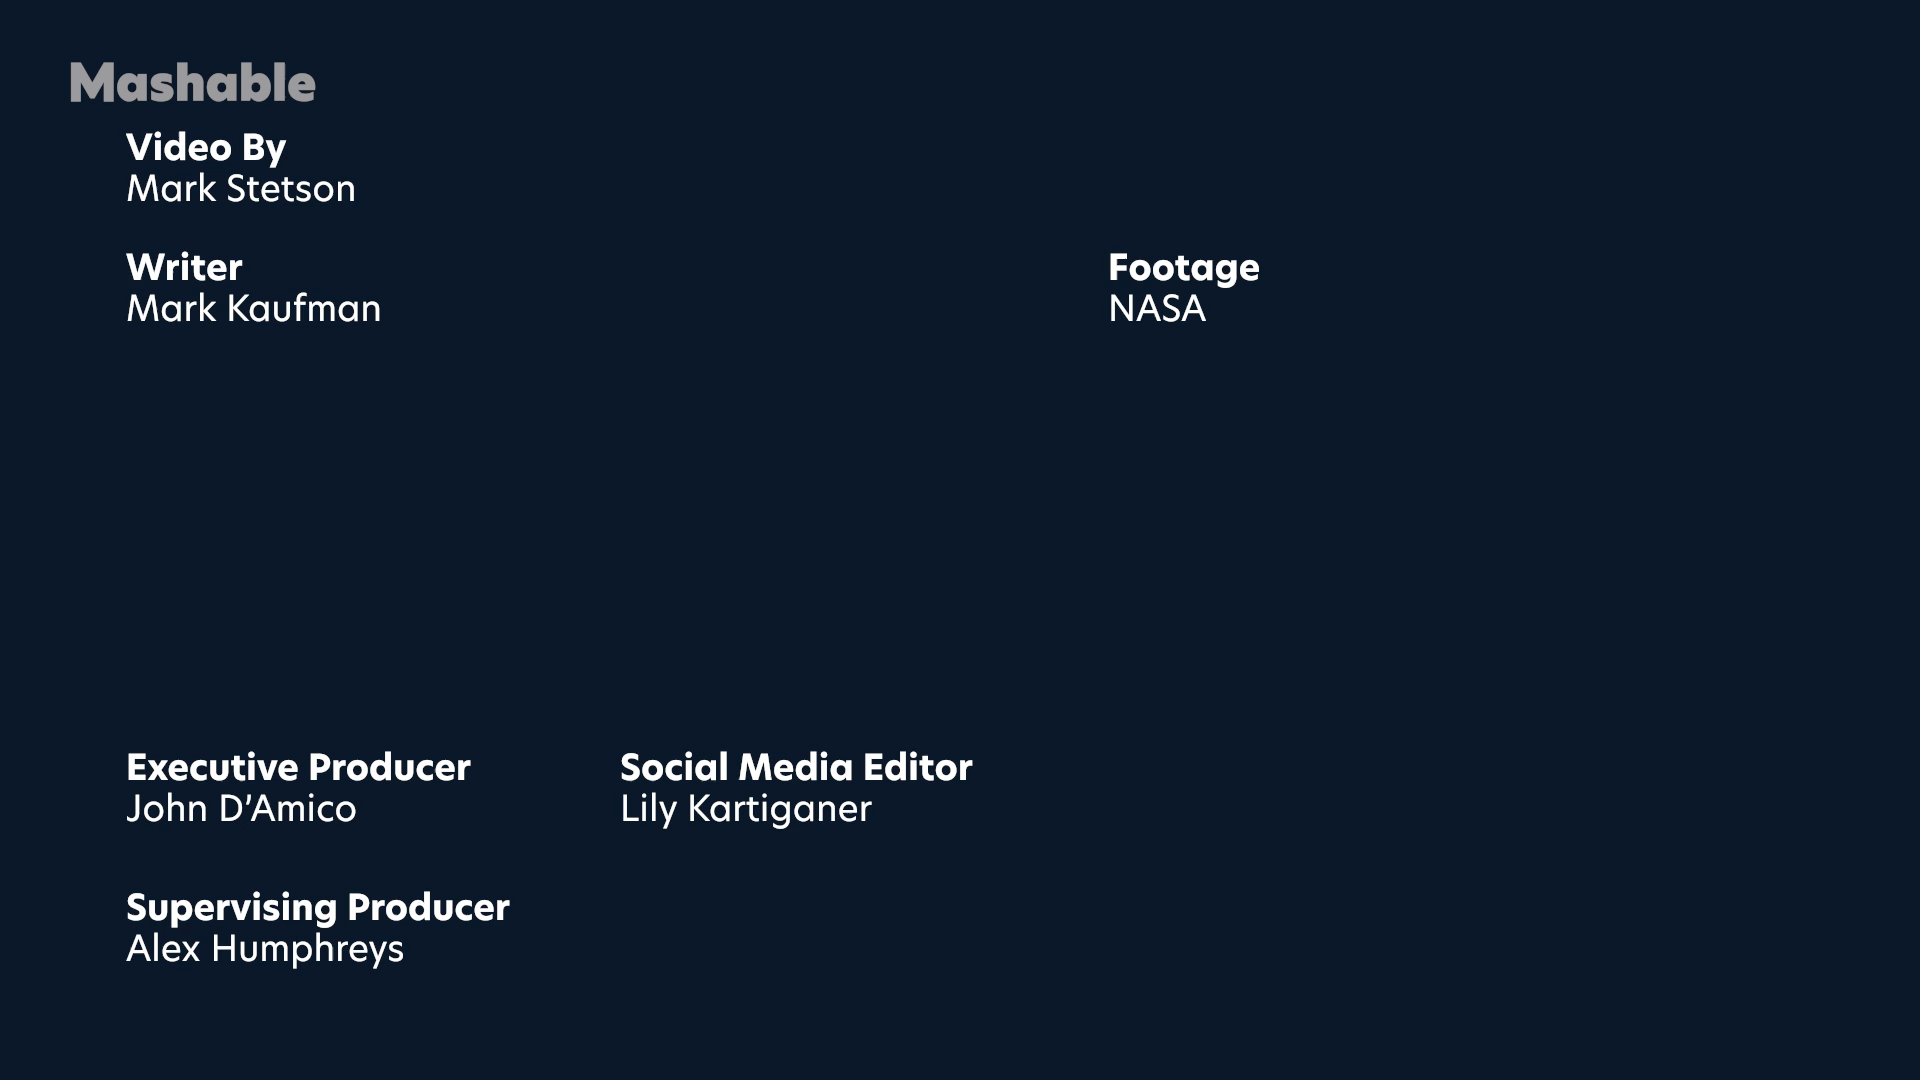 Mashable
Video By
Mark Stetson
Writer
Mark Kaufman
Footage
NASA
Executive Producer
John D’Amico
Social Media Editor
Lily Kartiganer
Supervising Producer
Alex Humphreys